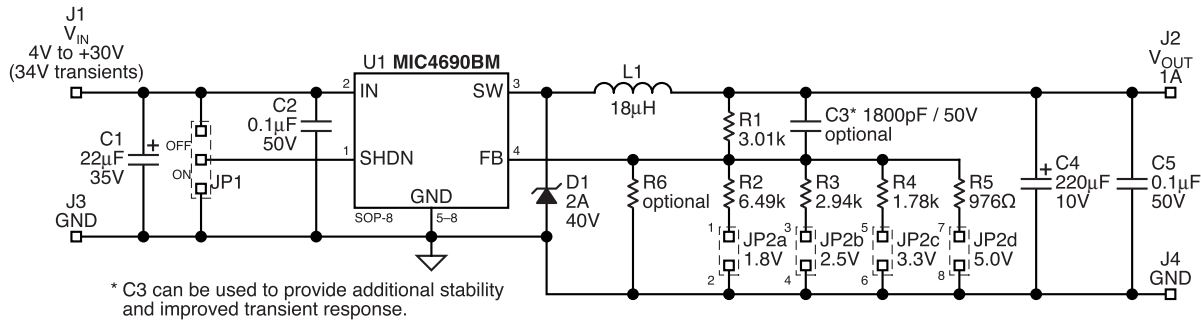 J1
VIN
4V to +30V
(34V transients)
U1 MIC4690BM
2
IN
SW
3
L1
18µH
J2
VOUT
1A
C1
22µF
35V
+
OFF
ON
JP1
C2
0.1µF
50V
1
SHDN
FB
4
GND
SOP-8
5–8
D1
2A
40V
R1
3.01k
C3* 1800pF / 50V
optional
R6
optional
R2
6.49k
R3
2.94k
R4
1.78k
R5
976Ω
1
JP2a
1.8V
2
3
JP2b
2.5V
4
5
JP2c
3.3V
6
7
JP2d
5.0V
8
+
C4
220µF
10V
C5
0.1µF
50V
J3
GND
J4
GND
* C3 can be used to provide additional stability
and improved transient response.